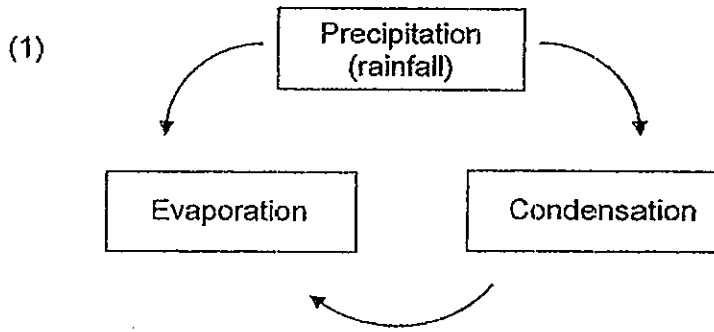 (1)
Precipitation
(rainfall)
Evaporation
Condensation